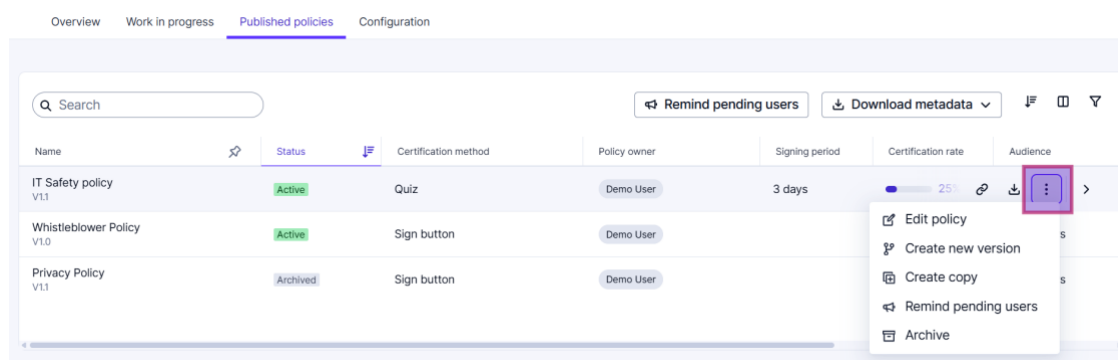 Overview Work in progress Published policies Configuration
Search Remind pending users Download metadata
Name Status Certification method Policy owner Signing period Certification rate Audience
IT Safety policy Active Quiz Demo User 3 days 25%
V1.1
Edit policy
Whistleblower Policy Active Sign button Demo User s
V1.0
Create new version
Privacy Policy Archived Sign button Demo User s
V1.1
Create copy
Remind pending users
Archive